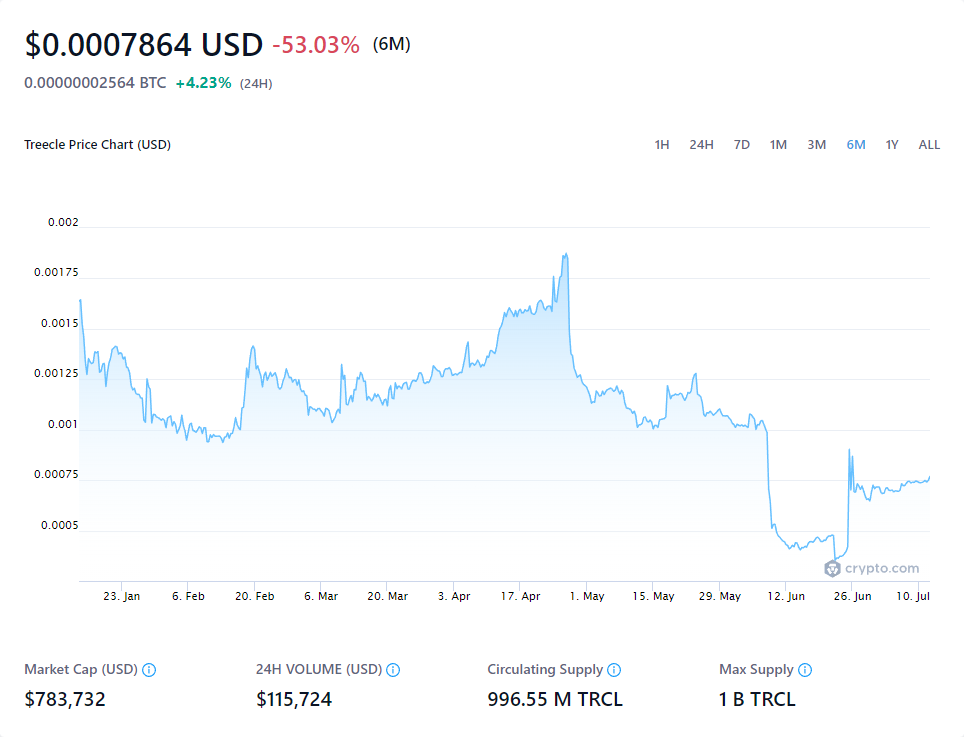 $0.0007864 USD -53.03% (6M)
0.00000002564 BTC +4.23% (24H)
Treecle Price Chart (USD) 1H 24H 7D 1M 3M 6M 1Y ALL
0.002
0.00175
0.0015
0.00125
0.001
0.00075
0.0005
crypto.com
23. Jan 6. Feb 20. Feb 6. Mar 20. Mar 3. Apr 17. Apr 1. May 15. May 29. May 12. Jun 26. Jun 10. Jul
Market Cap (USD) 24H VOLUME (USD) Circulating Supply Max Supply
$783,732 $115,724 996.55 M TRCL 1 B TRCL